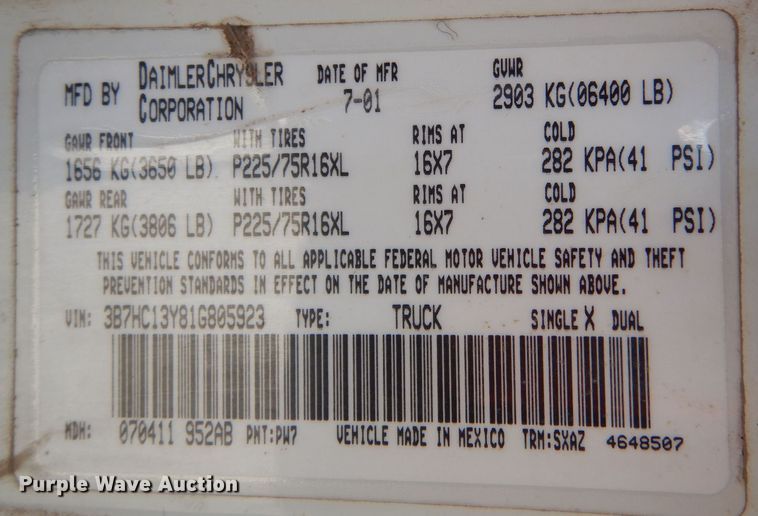 MFD BY DAIMLERCHRYSLER CORPORATION DATE OF MFR 7-01 GVWR 2903 KG(06400 LB)
GAWR FRONT WITH TIRES RIMS AT COLD
1656 KG(3650 LB) P225/75R16XL 16X7 282 KPA(41 PSI)
GAWR REAR WITH TIRES RIMS AT COLD
1727 KG(3806 LB) P225/75R16XL 16X7 282 KPA(41 PSI)
THIS VEHICLE CONFORMS TO ALL APPLICABLE FEDERAL MOTOR VEHICLE SAFETY AND THEFT
PREVENTION STANDARDS IN EFFECT ON THE DATE OF MANUFACTURE SHOWN ABOVE.
VIN: 3B7HC13Y81G805923 TYPE: TRUCK SINGLE X DUAL
MDH: 070411 952AB PNT:PW7 VEHICLE MADE IN MEXICO TRM:SXAZ 4648507
Purple Wave Auction